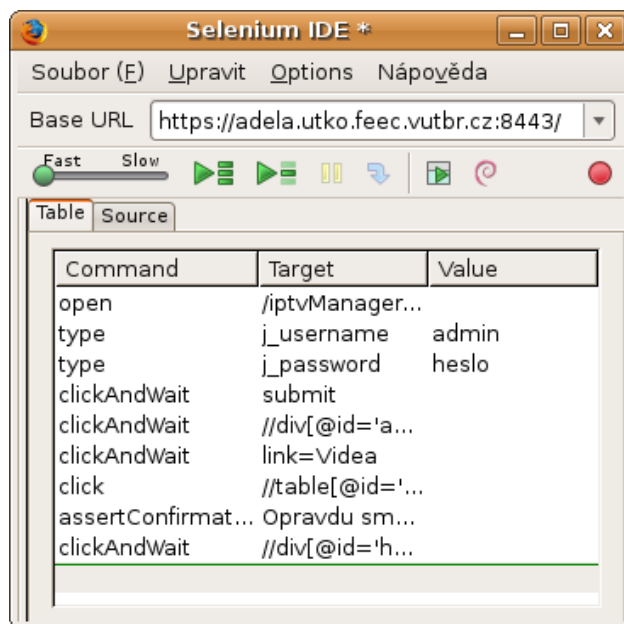 Selenium IDE *
Soubor (F) Upravit Options Nápověda
Base URL https://adela.utko.feec.vutbr.cz:8443/
Fast Slow
Table Source
Command Target Value
open /iptvManager...
type j_username admin
type j_password heslo
clickAndWait submit
clickAndWait //div[@id='a...
clickAndWait link=Videa
click //table[@id='...
assertConfirmat... Opravdu sm...
clickAndWait //div[@id='h...